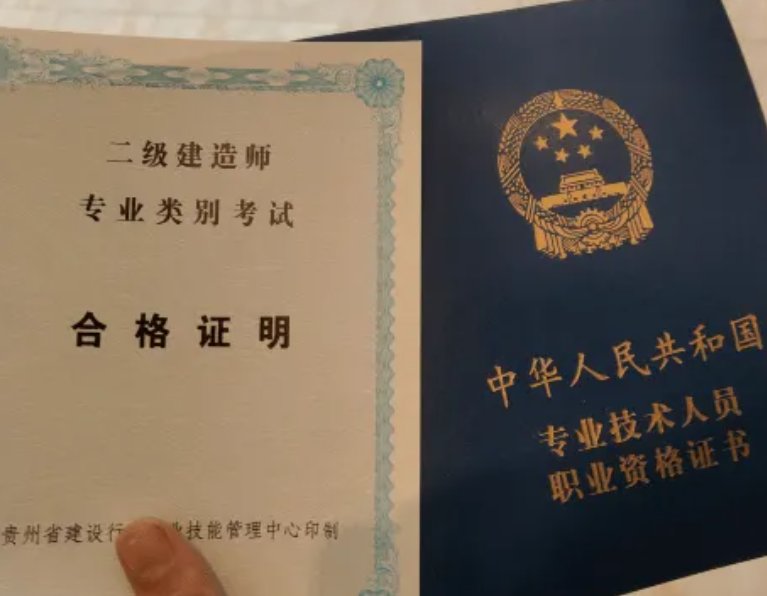 二级建造师
专业类别考试
合格证明
贵州省建设行 业技能管理中心印制
中华人民共和国
专业技术人员
职业资格证书